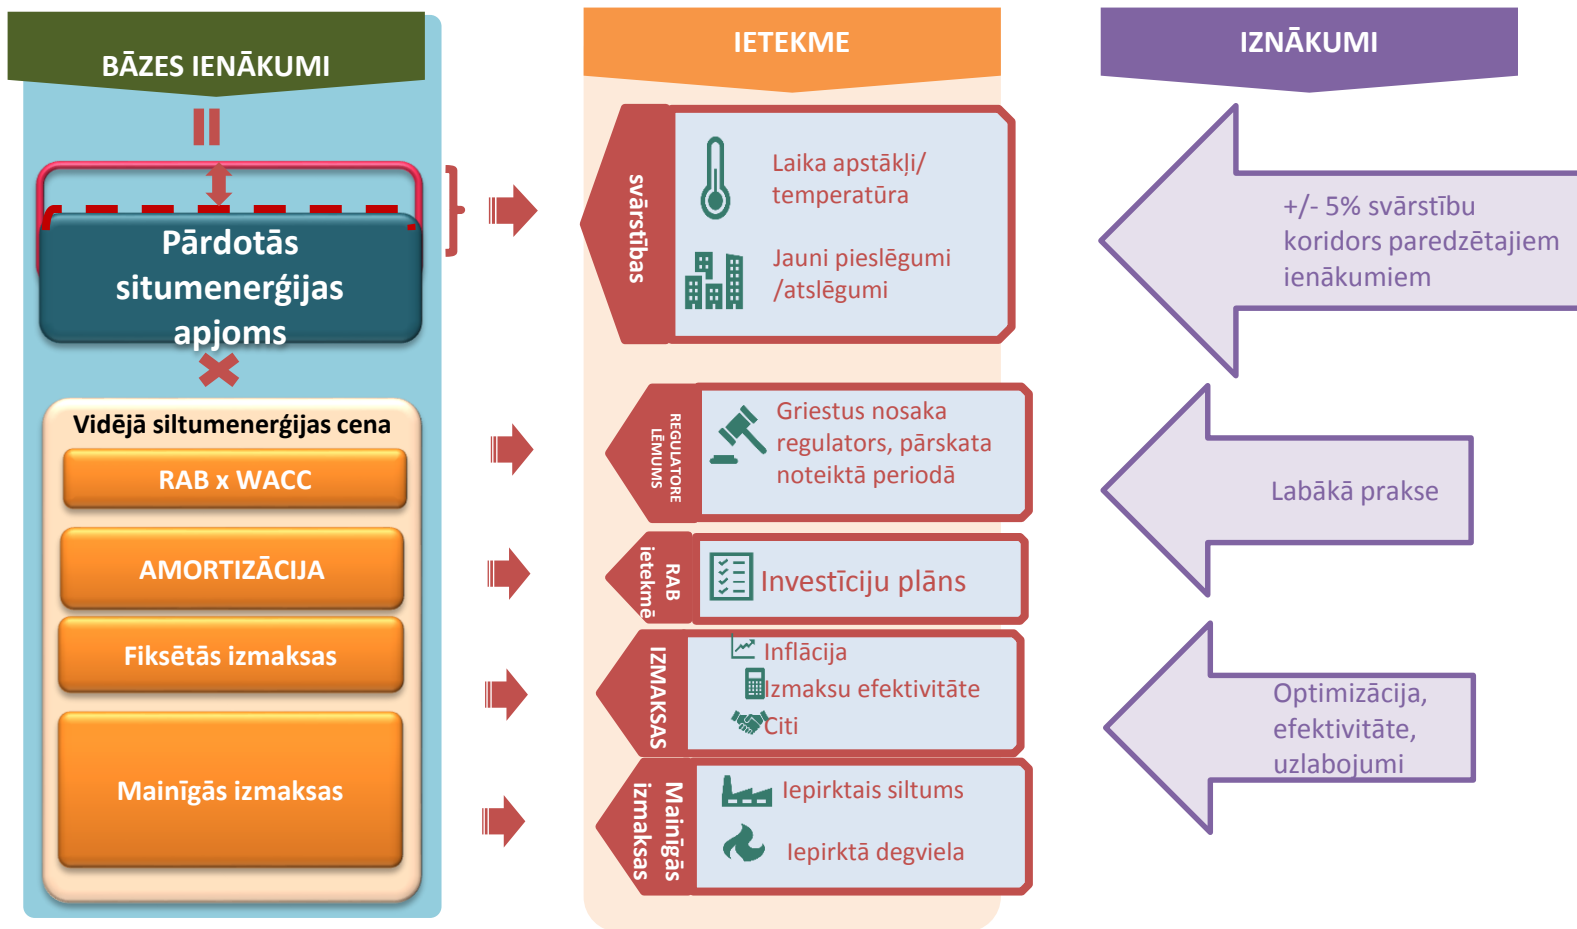 BĀZES IENĀKUMI
Pārdotās
situmenerģijas
apjoms
Vidējā siltumenerģijas cena
RAB x WACC
AMORTIZĀCIJA
Fiksētās izmaksas
Mainīgās izmaksas
IETEKME
svārstības
Laika apstākļi/
temperatūra
Jauni pieslēgumi
/atslēgumi
REGULATORE
LĒMUMS
Griestus nosaka
regulators, pārskata
noteiktā periodā
RAB
ietekmē
Investīciju plāns
IZMAKSAS
Inflācija
Izmaksu efektivitāte
Citi
Mainīgās
izmaksas
Iepirktais siltums
Iepirktā degviela
IZNĀKUMI
+/- 5% svārstību
koridors paredzētajiem
ienākumiem
Labākā prakse
Optimizācija,
efektivitāte,
uzlabojumi